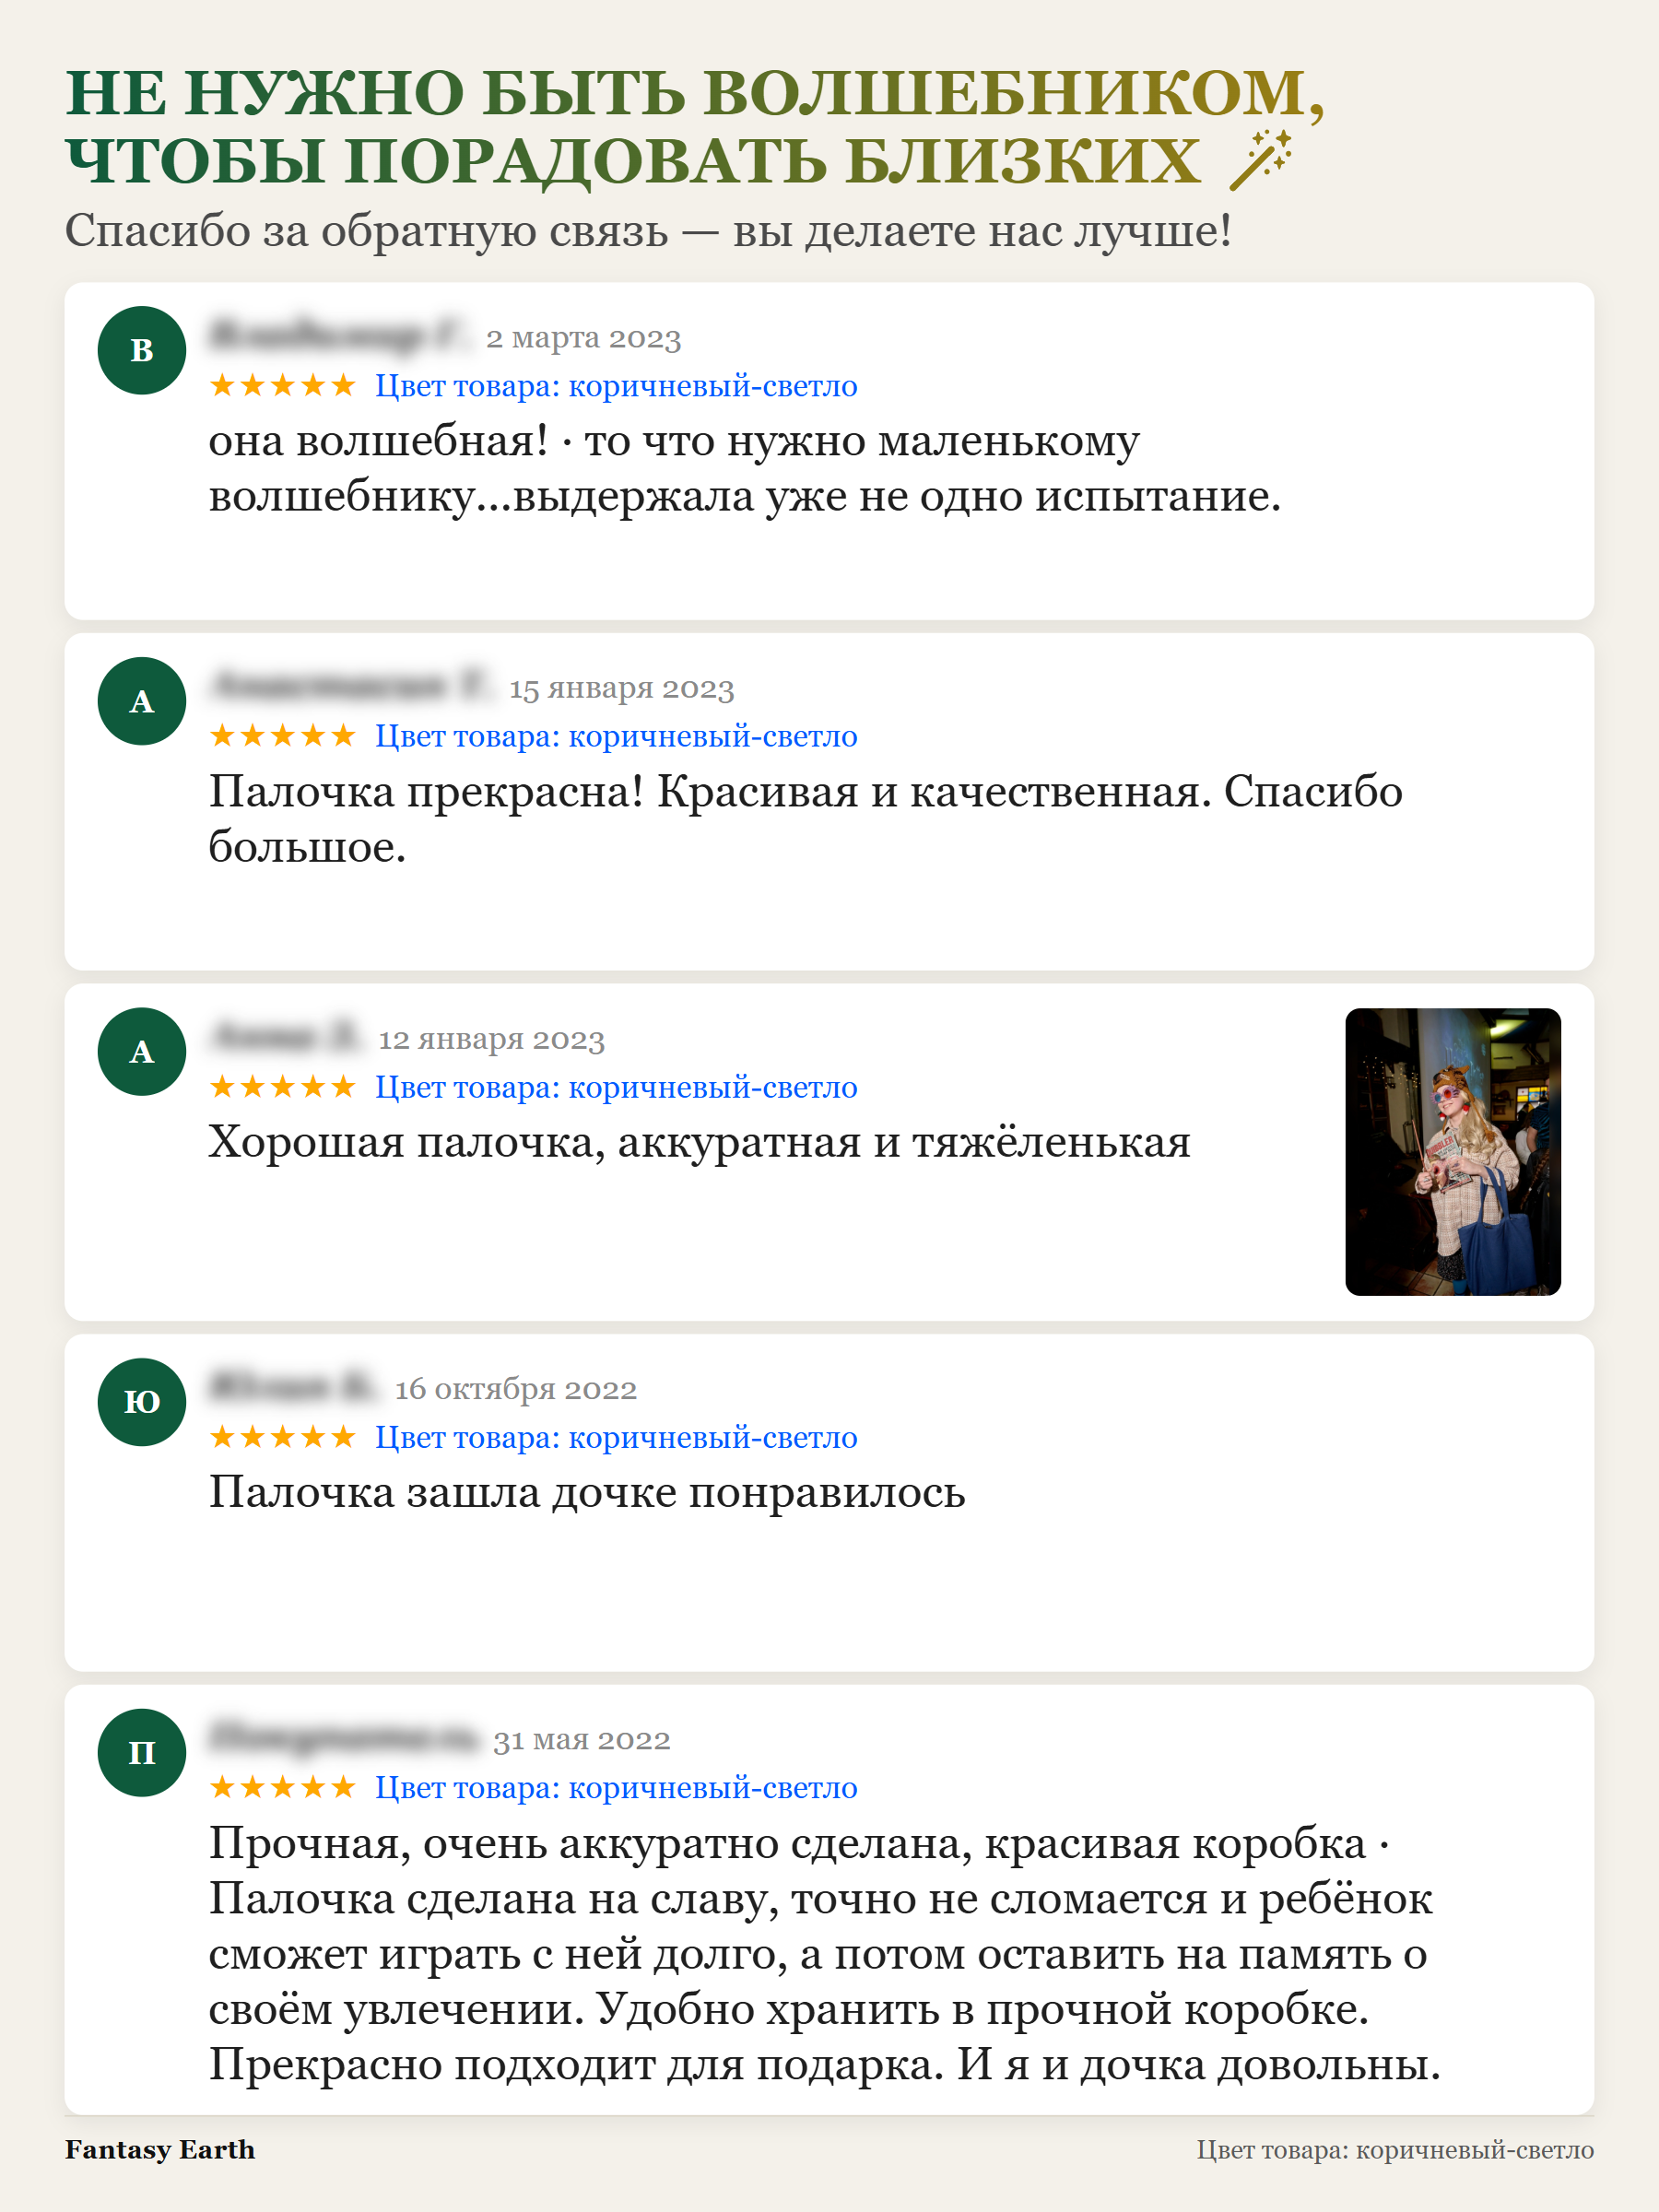 НЕ НУЖНО БЫТЬ ВОЛШЕБНИКОМ,
ЧТОБЫ ПОРАДОВАТЬ БЛИЗКИХ
Спасибо за обратную связь — вы делаете нас лучше!
В
2 марта 2023
★★★★★ Цвет товара: коричневый-светло
она волшебная! · то что нужно маленькому
волшебнику...выдержала уже не одно испытание.
А
15 января 2023
★★★★★ Цвет товара: коричневый-светло
Палочка прекрасна! Красивая и качественная. Спасибо
большое.
А
12 января 2023
★★★★★ Цвет товара: коричневый-светло
Хорошая палочка, аккуратная и тяжёленькая
Ю
16 октября 2022
★★★★★ Цвет товара: коричневый-светло
Палочка зашла дочке понравилось
П
31 мая 2022
★★★★★ Цвет товара: коричневый-светло
Прочная, очень аккуратно сделана, красивая коробка ·
Палочка сделана на славу, точно не сломается и ребёнок
сможет играть с ней долго, а потом оставить на память о
своём увлечении. Удобно хранить в прочной коробке.
Прекрасно подходит для подарка. И я и дочка довольны.
Fantasy Earth
Цвет товара: коричневый-светло